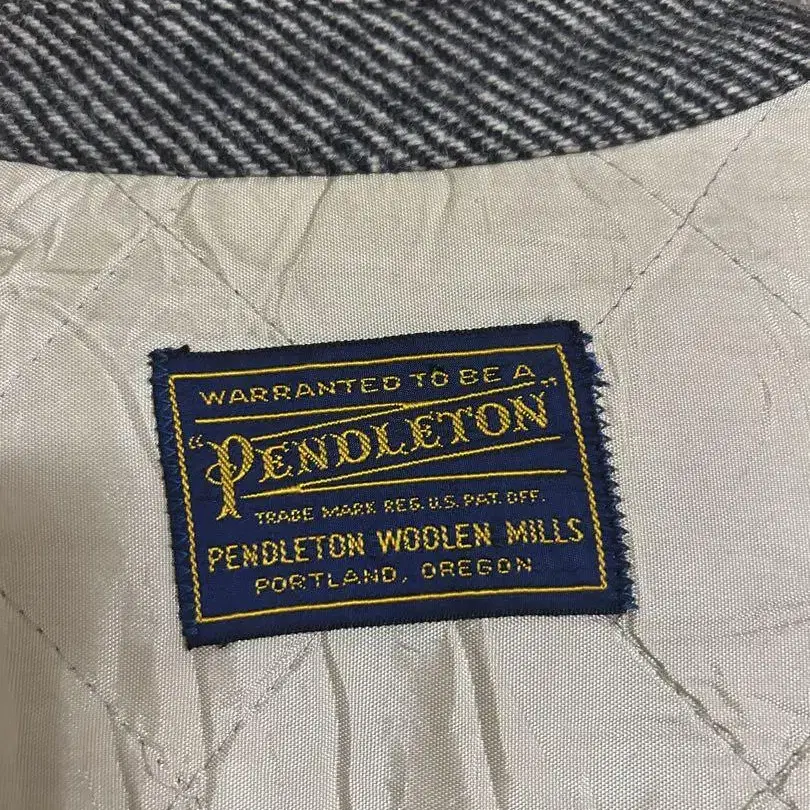 WARRANTED TO BE A
"PENDLETON"
TRADE MARK REG. U.S. PAT. OFF.
PENDLETON WOOLEN MILLS
PORTLAND, OREGON